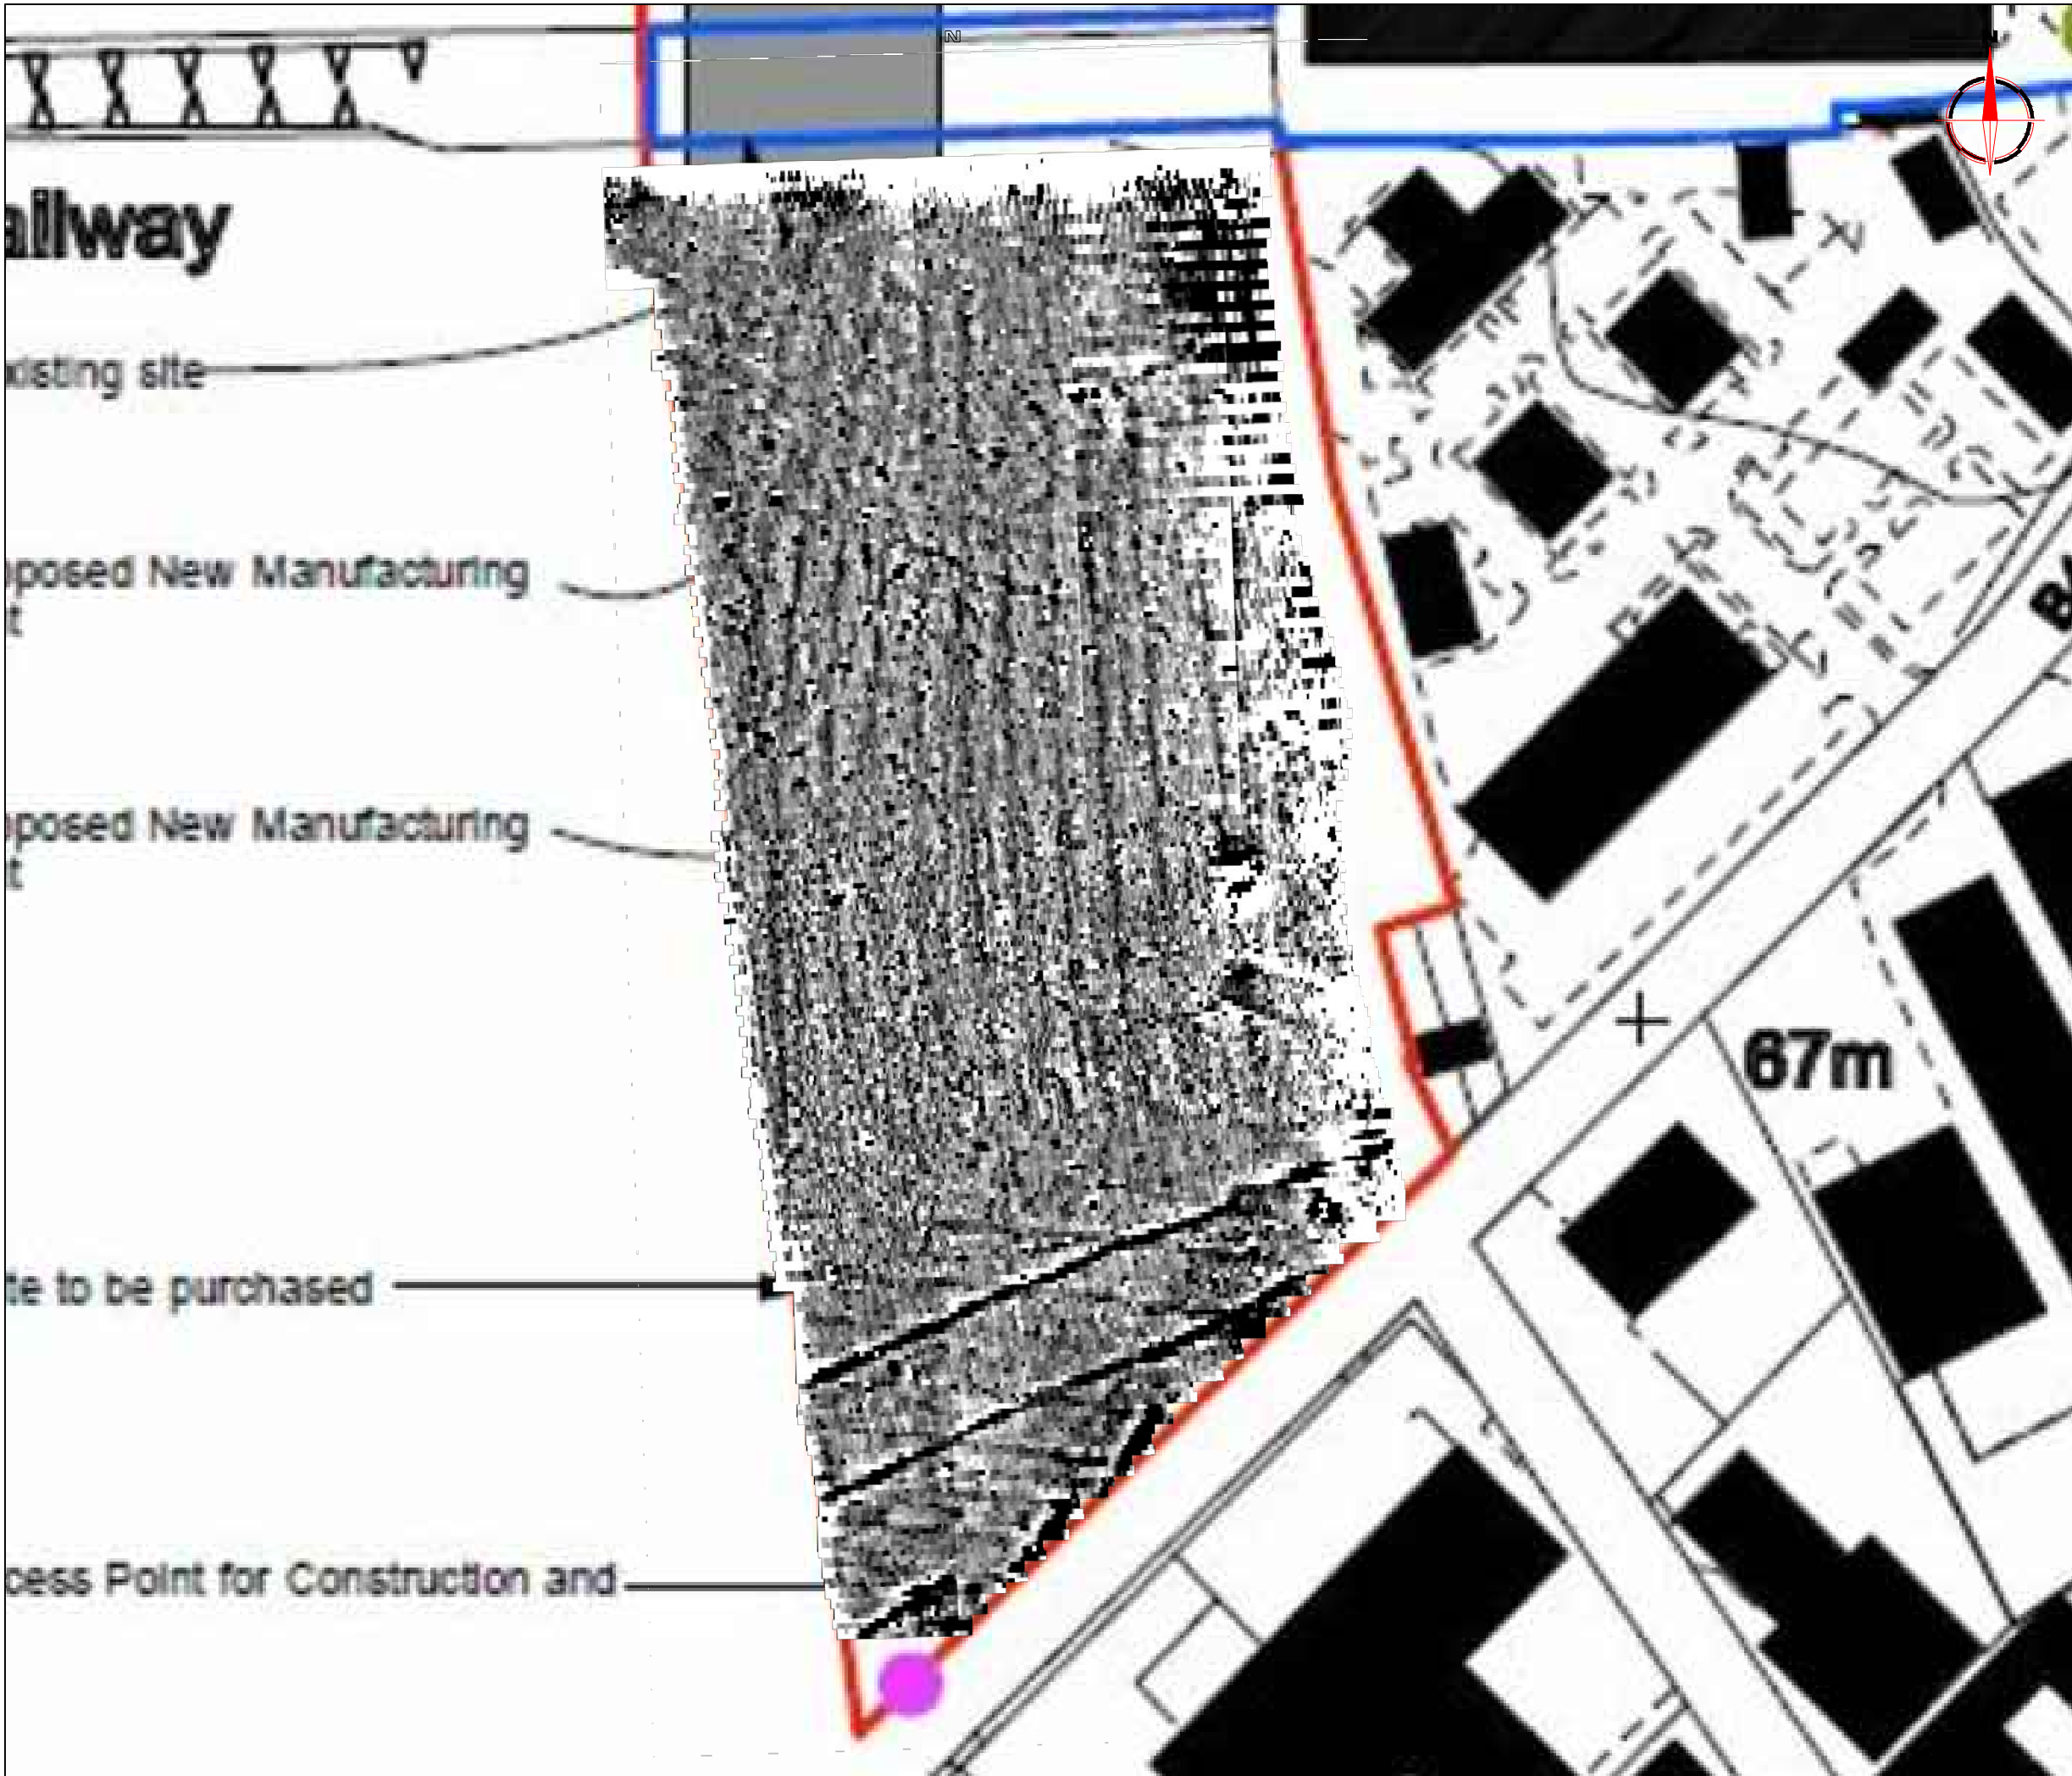 N
ailway
xisting site
posed New Manufacturing
t
posed New Manufacturing
t
67m
te to be purchased
cess Point for Construction and